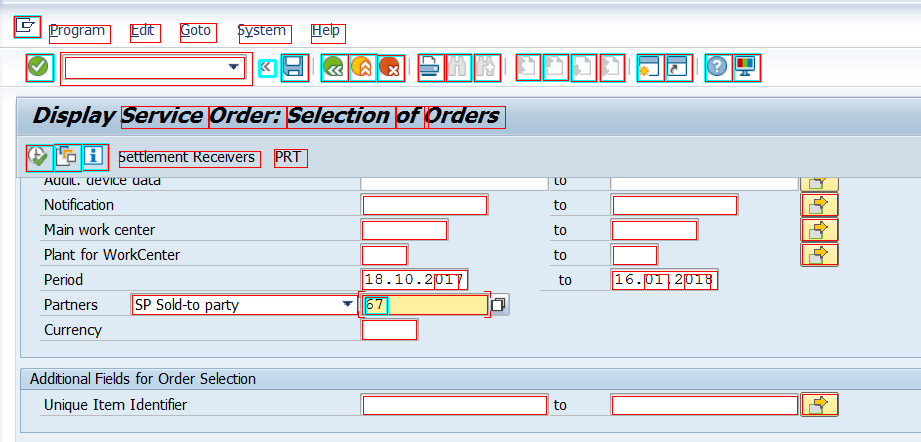 Program Edit Goto System Help
Display Service Order: Selection of Orders
Settlement Receivers PRT
Addit. device data to
Notification to
Main work center to
Plant for WorkCenter to
Period 18.10.2017 to 16.01.2018
Partners SP Sold-to party 67
Currency
Additional Fields for Order Selection
Unique Item Identifier to